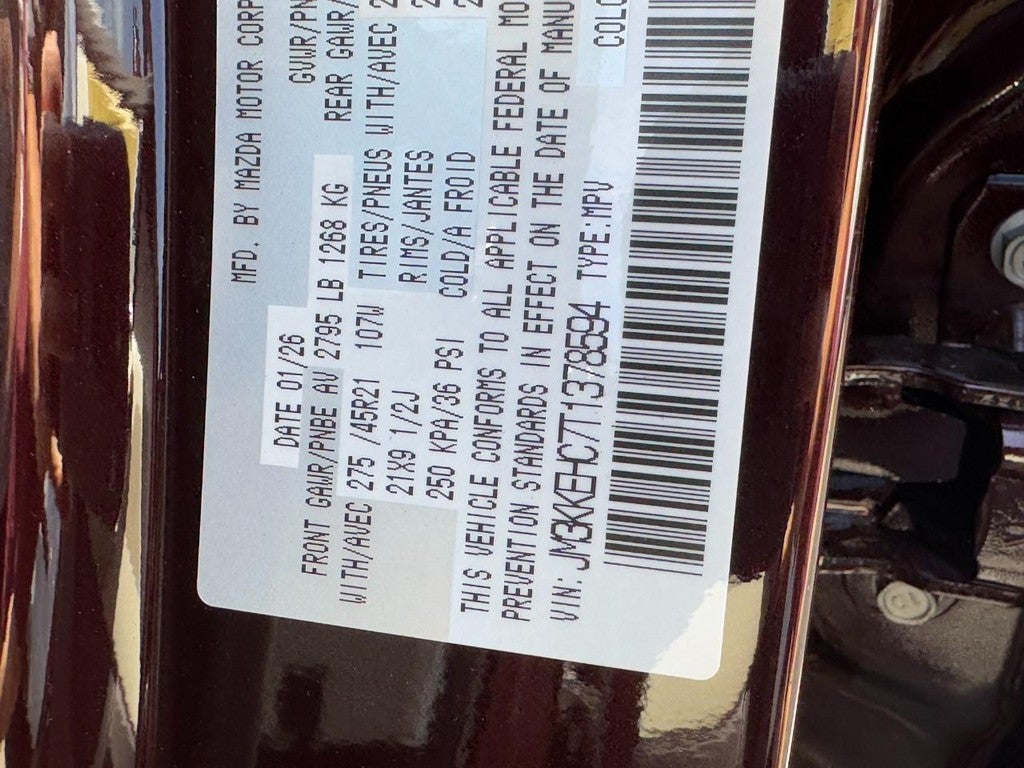 MFD. BY MAZDA MOTOR CORP
DATE 01/26 GVWR/PN
FRONT GAWR/PNBE AV 2795 LB 1268 KG REAR GAWR/
WITH/AVEC 275 /45R21 107W TIRES/PNEUS WITH/AVEC 2
21X9 1/2J RIMS/JANTES
250 KPA/36 PSI COLD/A FROID
THIS VEHICLE CONFORMS TO ALL APPLICABLE FEDERAL MO
PREVENTION STANDARDS IN EFFECT ON THE DATE OF MANU
VIN: JM3KKEHC7T1378594 TYPE:MPV COLO